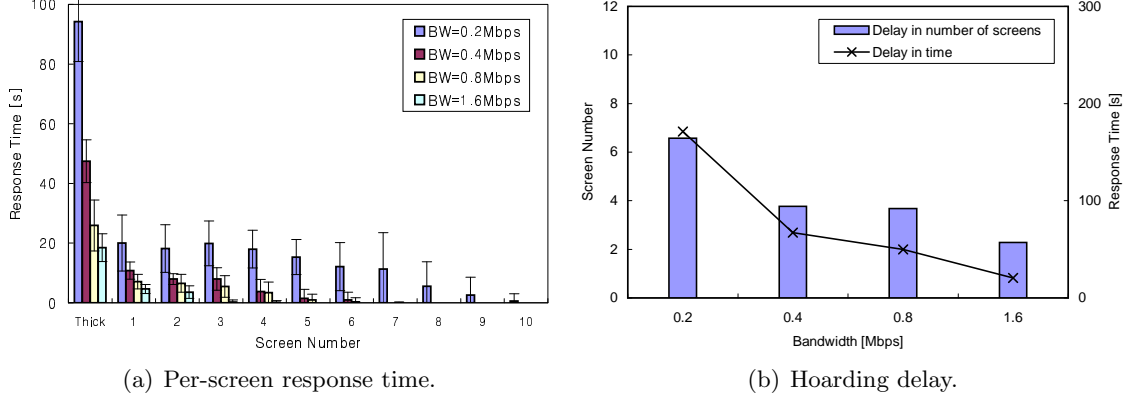 100
80
60
40
20
0
Response Time [s]
BW=0.2Mbps
BW=0.4Mbps
BW=0.8Mbps
BW=1.6Mbps
Thick 1 2 3 4 5 6 7 8 9 10
Screen Number
(a) Per-screen response time.
12
10
8
6
4
2
0
Screen Number
Delay in number of screens
Delay in time
300
200
100
0
Response Time [s]
0.2 0.4 0.8 1.6
Bandwidth [Mbps]
(b) Hoarding delay.